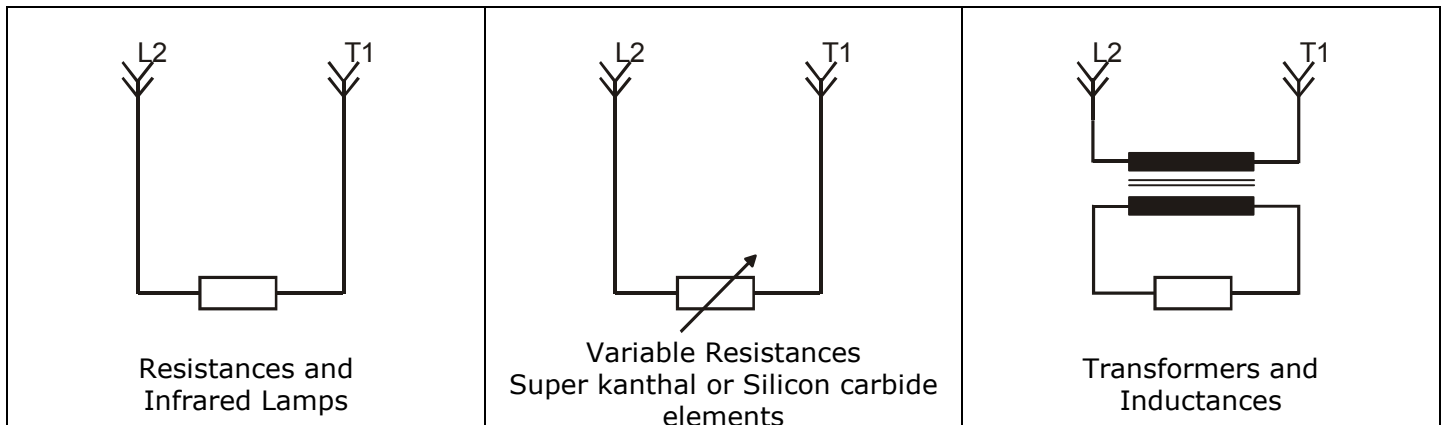 L2 T1
Resistances and
Infrared Lamps
L2 T1
Variable Resistances
Super kanthal or Silicon carbide
elements
L2 T1
Transformers and
Inductances